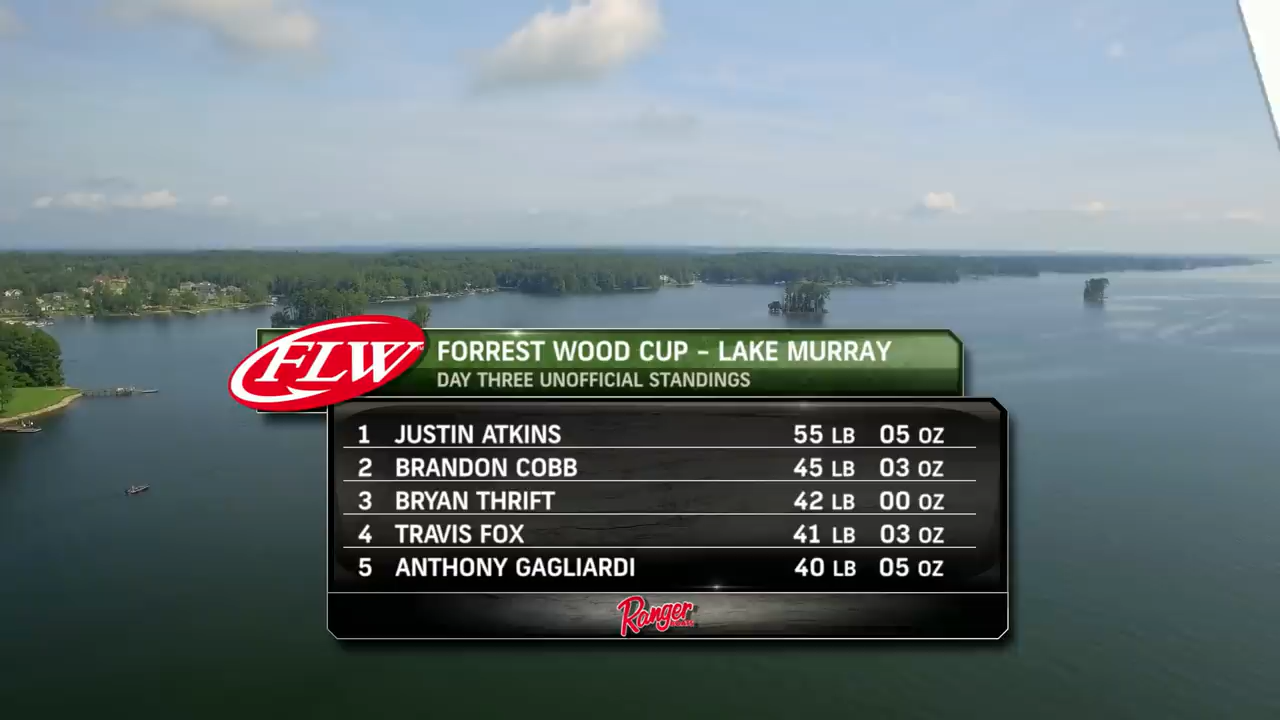 FLW
FORREST WOOD CUP - LAKE MURRAY
DAY THREE UNOFFICIAL STANDINGS
1 JUSTIN ATKINS 55 LB 05 OZ
2 BRANDON COBB 45 LB 03 OZ
3 BRYAN THRIFT 42 LB 00 OZ
4 TRAVIS FOX 41 LB 03 OZ
5 ANTHONY GAGLIARDI 40 LB 05 OZ
Ranger